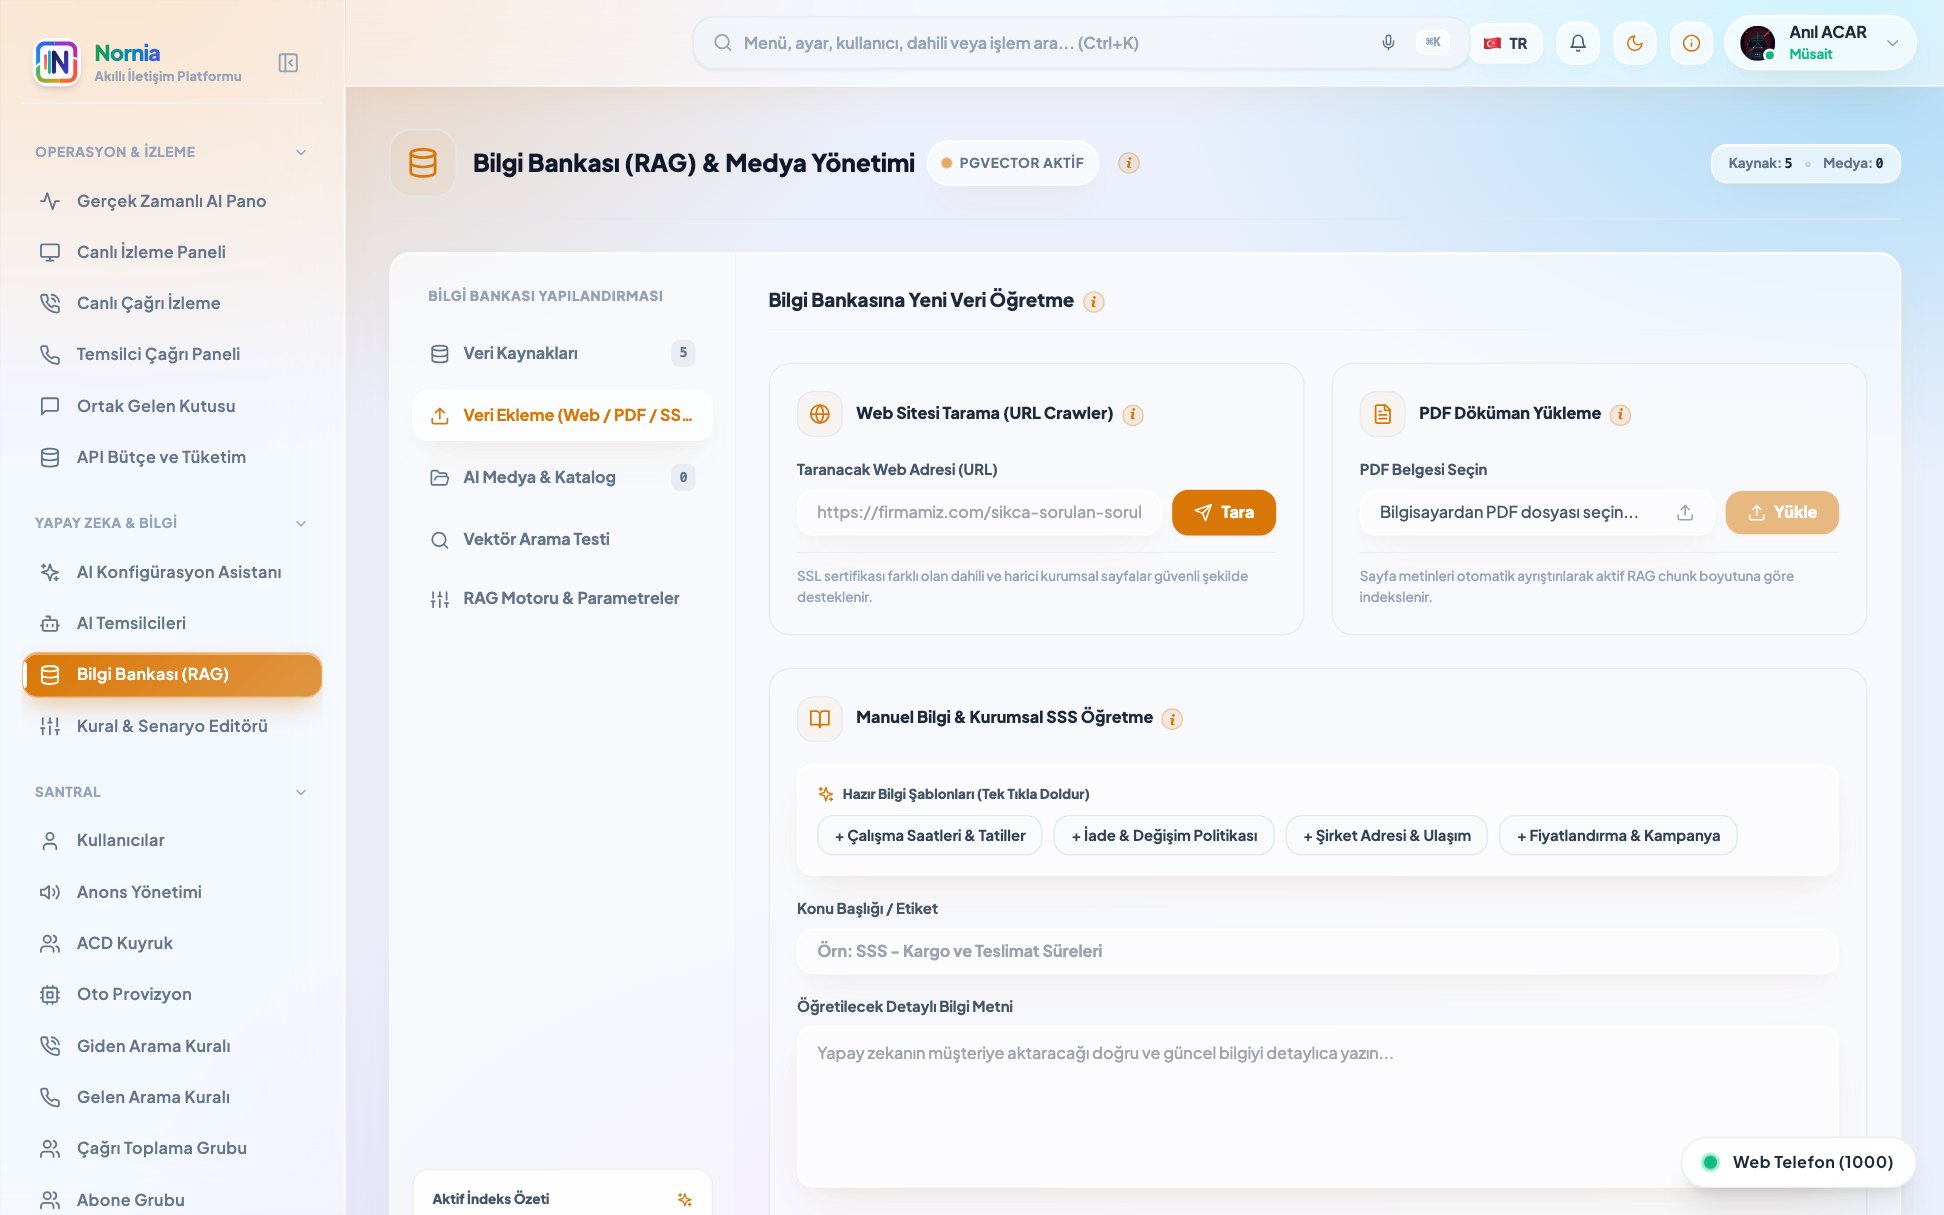 Nornia
Akıllı İletişim Platformu
Menü, ayar, kullanıcı, dahili veya işlem ara... (Ctrl+K)
⌘K
TR
Anıl ACAR
Müsait
OPERASYON & İZLEME
Gerçek Zamanlı AI Pano
Canlı İzleme Paneli
Canlı Çağrı İzleme
Temsilci Çağrı Paneli
Ortak Gelen Kutusu
API Bütçe ve Tüketim
YAPAY ZEKA & BİLGİ
AI Konfigürasyon Asistanı
AI Temsilcileri
Bilgi Bankası (RAG)
Kural & Senaryo Editörü
SANTRAL
Kullanıcılar
Anons Yönetimi
ACD Kuyruk
Oto Provizyon
Giden Arama Kuralı
Gelen Arama Kuralı
Çağrı Toplama Grubu
Abone Grubu
Bilgi Bankası (RAG) & Medya Yönetimi
PGVECTOR AKTİF
Kaynak: 5
Medya: 0
BİLGİ BANKASI YAPILANDIRMASI
Veri Kaynakları
5
Veri Ekleme (Web / PDF / SS...
AI Medya & Katalog
0
Vektör Arama Testi
RAG Motoru & Parametreler
Aktif İndeks Özeti
Bilgi Bankasına Yeni Veri Öğretme
Web Sitesi Tarama (URL Crawler)
Taranacak Web Adresi (URL)
https://firmamiz.com/sikca-sorulan-sorul
Tara
SSL sertifikası farklı olan dahili ve harici kurumsal sayfalar güvenli şekilde
desteklenir.
PDF Döküman Yükleme
PDF Belgesi Seçin
Bilgisayardan PDF dosyası seçin...
Yükle
Sayfa metinleri otomatik ayrıştırılarak aktif RAG chunk boyutuna göre
indekslenir.
Manuel Bilgi & Kurumsal SSS Öğretme
Hazır Bilgi Şablonları (Tek Tıkla Doldur)
+ Çalışma Saatleri & Tatiller
+ İade & Değişim Politikası
+ Şirket Adresi & Ulaşım
+ Fiyatlandırma & Kampanya
Konu Başlığı / Etiket
Örn: SSS - Kargo ve Teslimat Süreleri
Öğretilecek Detaylı Bilgi Metni
Yapay zekanın müşteriye aktaracağı doğru ve güncel bilgiyi detaylıca yazın...
Web Telefon (1000)